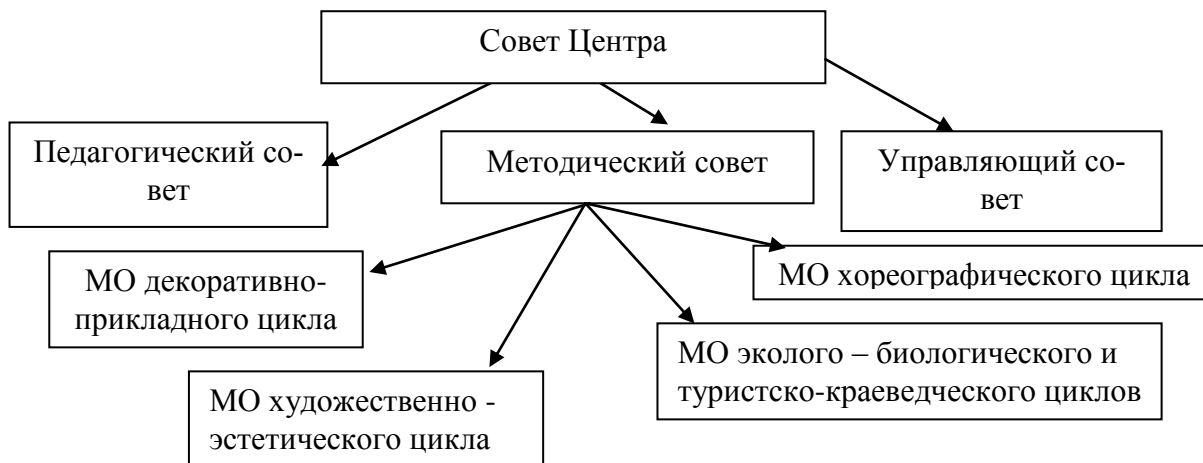 Совет Центра
Педагогический со-
вет
Методический совет
Управляющий со-
вет
МО декоративно-
прикладного цикла
МО хореографического цикла
МО художественно -
эстетического цикла
МО эколого – биологического и
туристско-краеведческого циклов